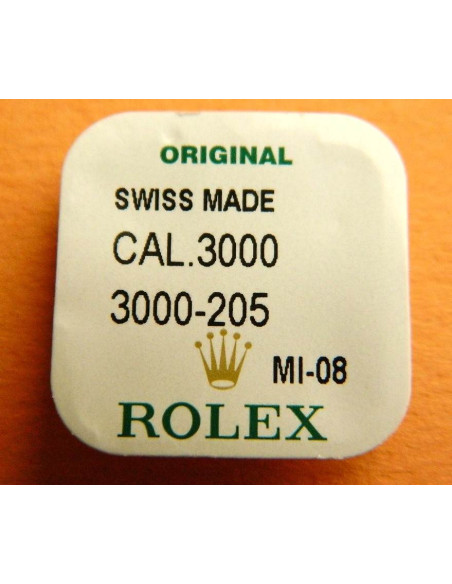 ORIGINAL
SWISS MADE
CAL.3000
3000-205
MI-08
ROLEX